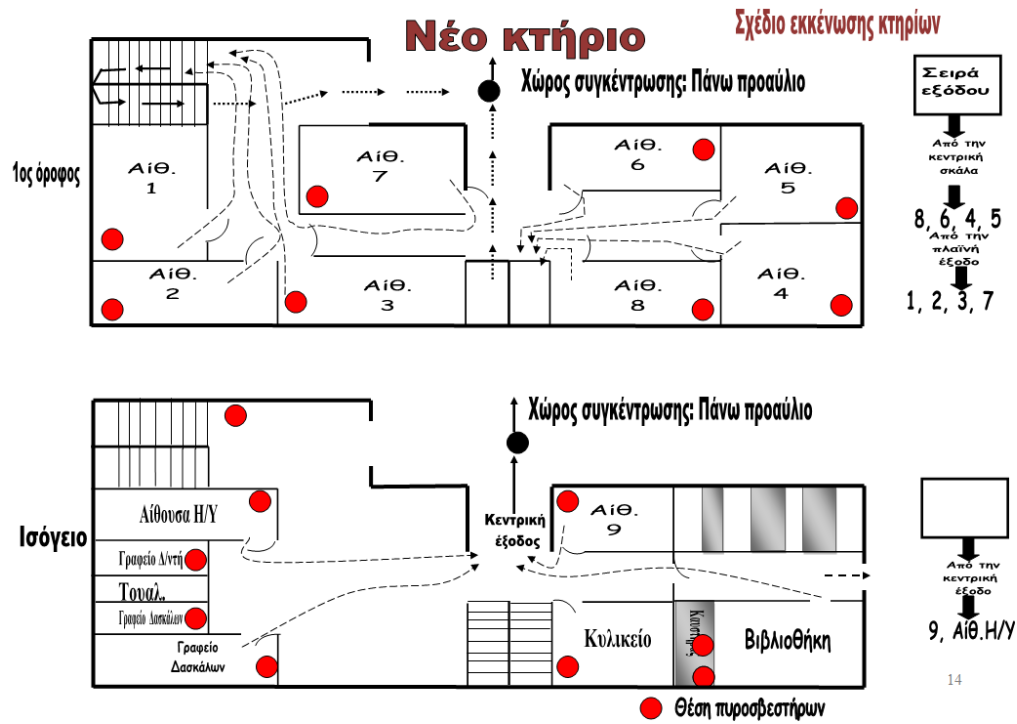 Νέο κτήριο
Σχέδιο εκκένωσης κτηρίων
Χώρος συγκέντρωσης: Πάνω προαύλιο
Σειρά
εξόδου
Από την
κεντρική
σκάλα
8, 6, 4, 5
Από την
πλαϊνή
έξοδο
1, 2, 3, 7
1ος όροφος
Αίθ.
1
Αίθ.
7
Αίθ.
6
Αίθ.
5
Αίθ.
2
Αίθ.
3
Αίθ.
8
Αίθ.
4
Χώρος συγκέντρωσης: Πάνω προαύλιο
Ισόγειο
Αίθουσα Η/Υ
Γραφείο Δ/ντή
Τουαλ.
Γραφείο Δασκάλων
Γραφείο
Δασκάλων
Κεντρική
έξοδος
Αίθ.
9
Κυλικείο
Καυστήρας
Βιβλιοθήκη
Από την
κεντρική
έξοδο
9, Αίθ.Η/Υ
14
Θέση πυροσβεστήρων